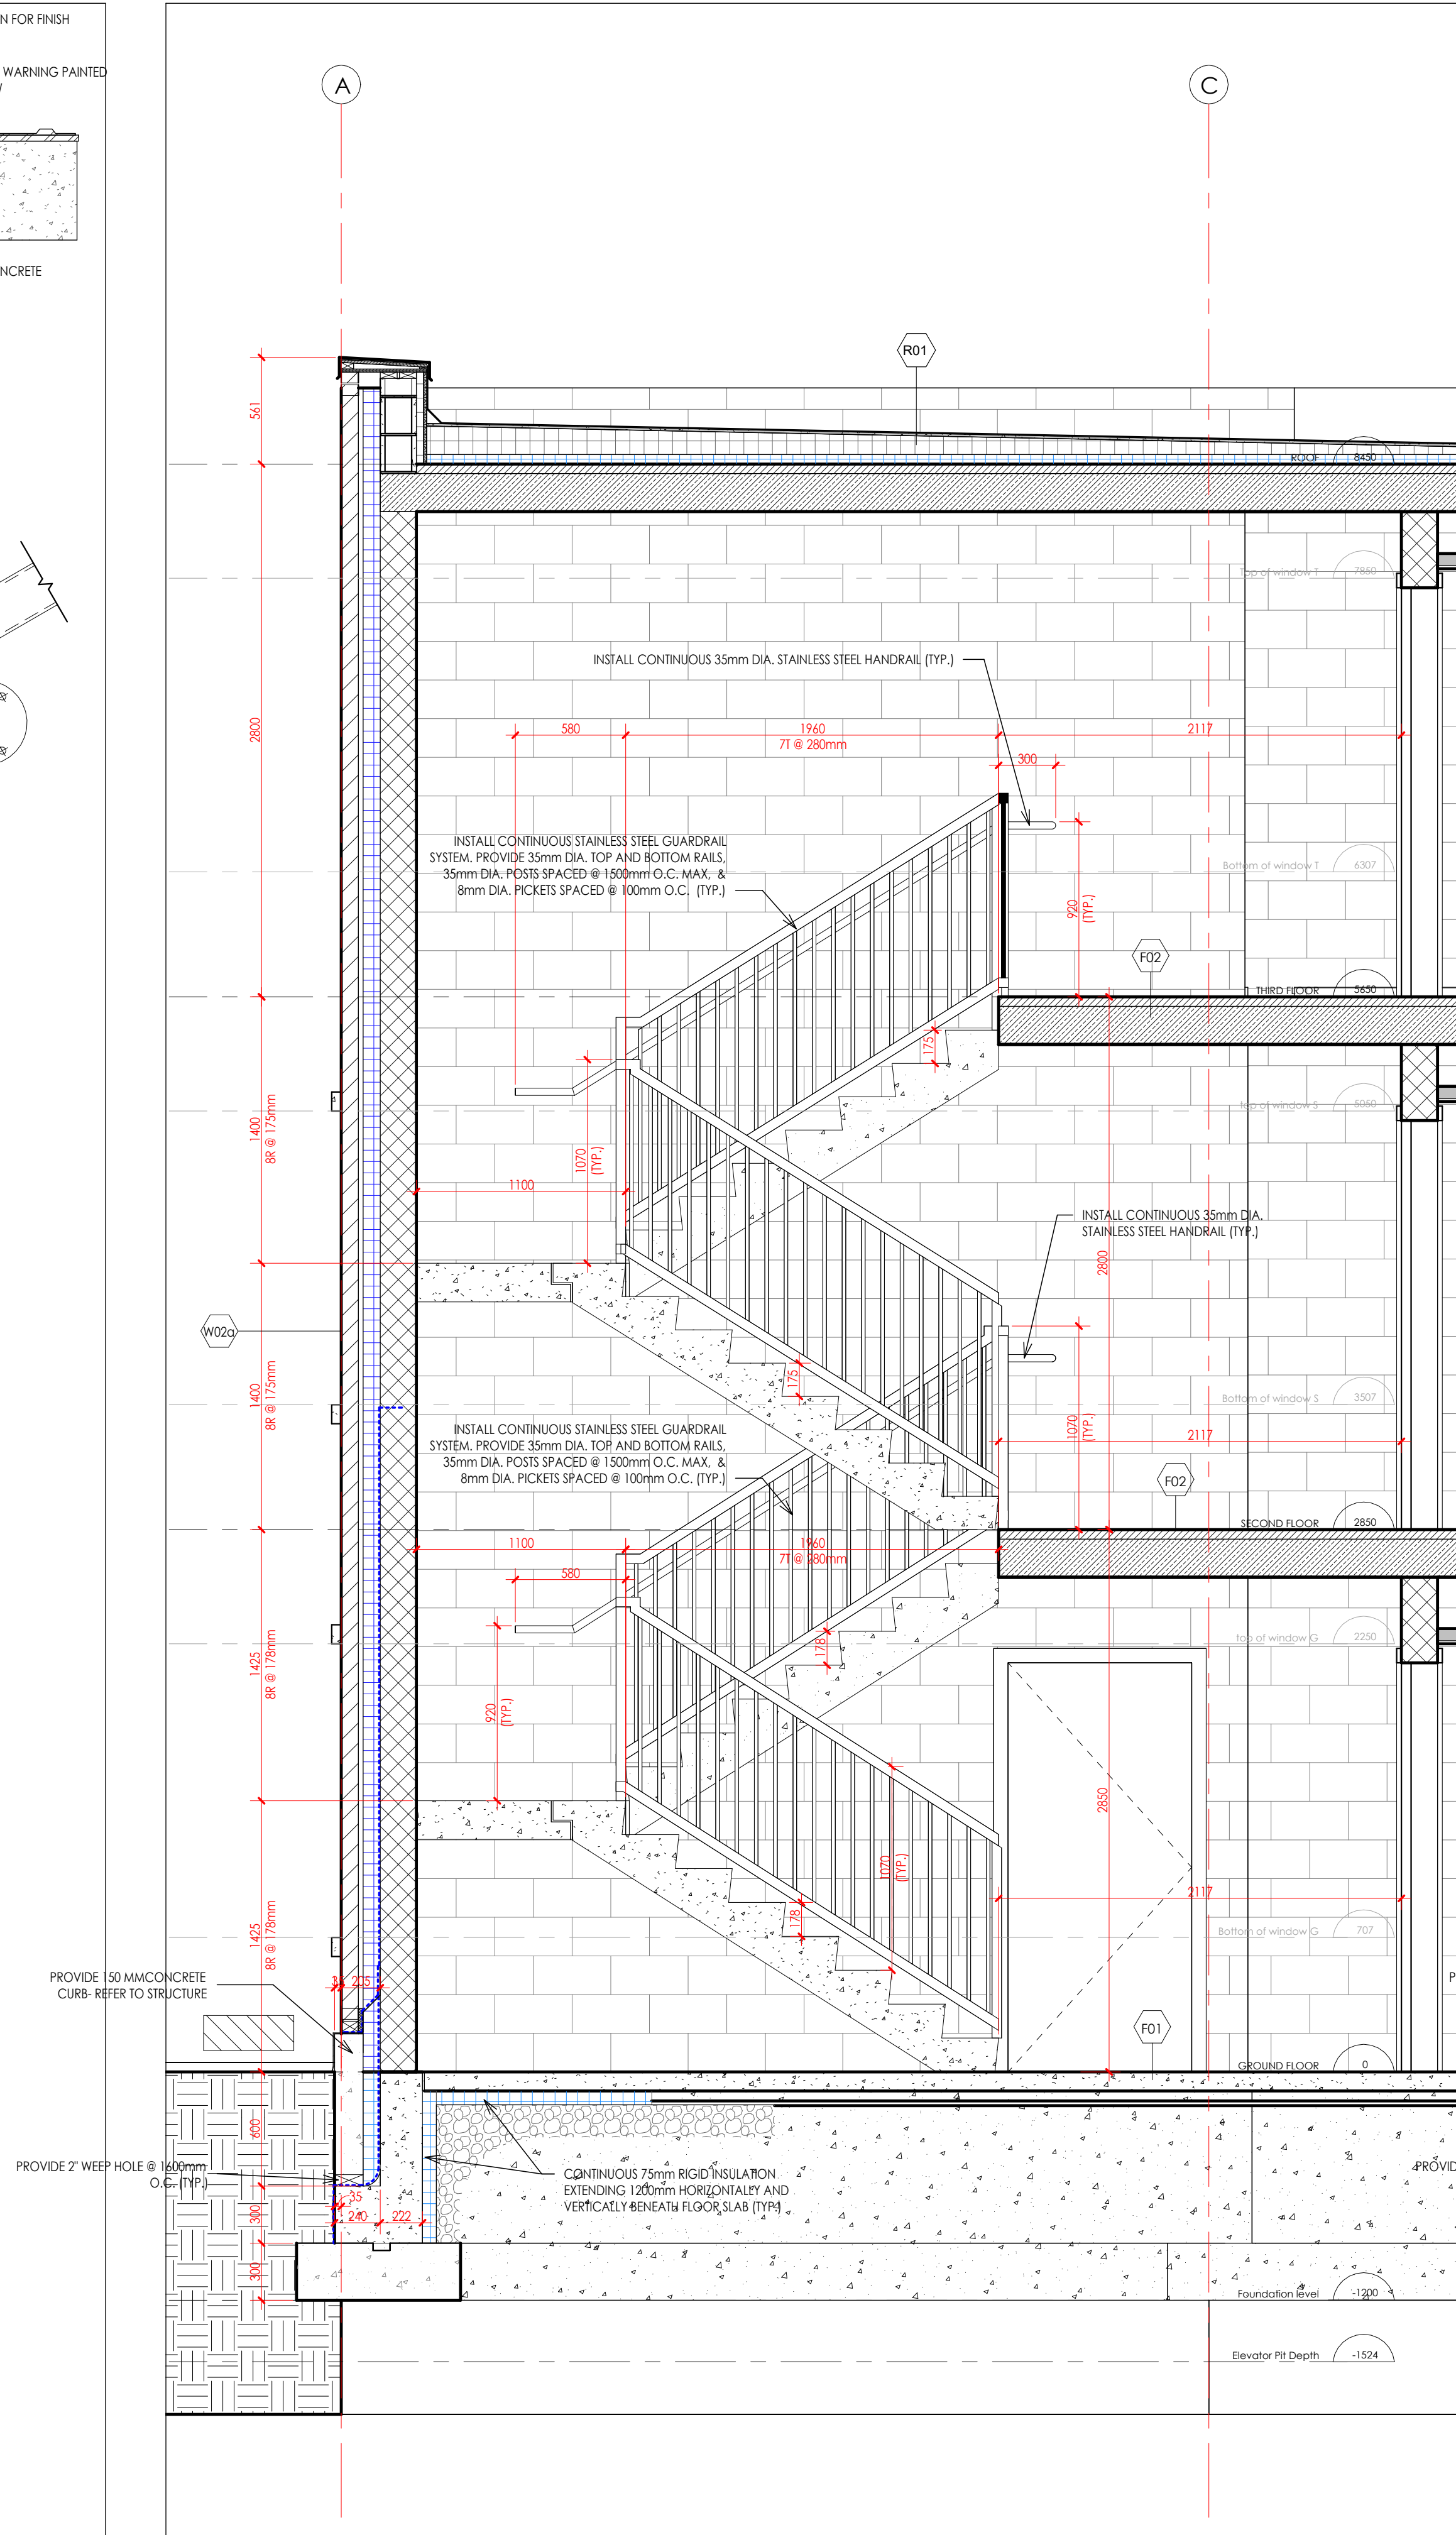 N FOR FINISH
WARNING PAINTED
NCRETE
A
C
R01
561
ROOF 8450
Top of window T 7850
INSTALL CONTINUOUS 35mm DIA. STAINLESS STEEL HANDRAIL (TYP.)
2800
580
1960
7T @ 280mm
2117
300
INSTALL CONTINUOUS STAINLESS STEEL GUARDRAIL
SYSTEM. PROVIDE 35mm DIA. TOP AND BOTTOM RAILS,
35mm DIA. POSTS SPACED @ 1500mm O.C. MAX, &
8mm DIA. PICKETS SPACED @ 100mm O.C. (TYP.)
Bottom of window T 6307
920
(TYP.)
F02
THIRD FLOOR 5650
175
top of window S 5050
1400
8R @ 175mm
1070
(TYP.)
1100
INSTALL CONTINUOUS 35mm DIA.
STAINLESS STEEL HANDRAIL (TYP.)
2800
W02a
1400
8R @ 175mm
175
Bottom of window S 3507
INSTALL CONTINUOUS STAINLESS STEEL GUARDRAIL
SYSTEM. PROVIDE 35mm DIA. TOP AND BOTTOM RAILS,
35mm DIA. POSTS SPACED @ 1500mm O.C. MAX, &
8mm DIA. PICKETS SPACED @ 100mm O.C. (TYP.)
1070
(TYP.)
2117
F02
SECOND FLOOR 2850
1100
1960
7T @ 280mm
580
1425
8R @ 178mm
178
top of window G 2250
920
(TYP.)
2850
1070
(TYP.)
2117
1425
8R @ 178mm
178
Bottom of window G 707
PROVIDE 150 MMCONCRETE
CURB- REFER TO STRUCTURE
35 205
P
F01
GROUND FLOOR 0
600
PROVIDE 2" WEEP HOLE @ 1600mm
O.C. (TYP.)
CONTINUOUS 75mm RIGID INSULATION
EXTENDING 1200mm HORIZONTALLY AND
VERTICALLY BENEATH FLOOR SLAB (TYP.)
PROVID
35
300
240 222
300
Foundation level -1200
Elevator Pit Depth -1524